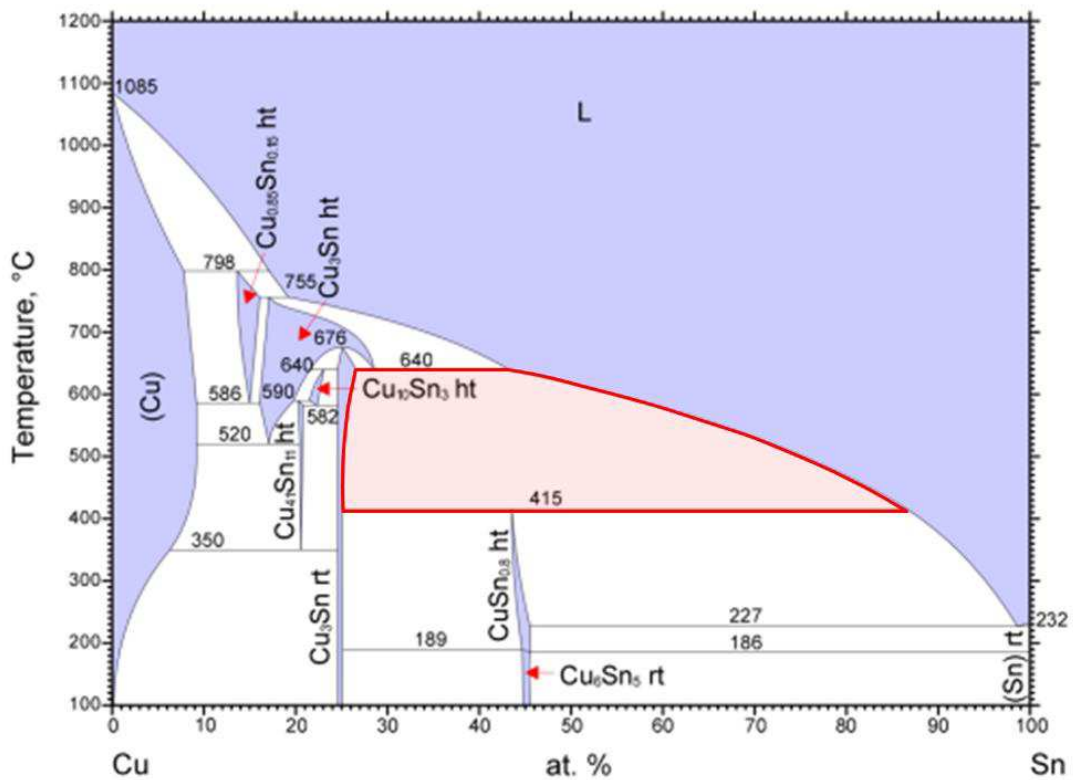 1200
1100
1000
900
800
700
600
500
400
300
200
100
Temperature, °C
1085
L
Cu0.85Sn0.15 ht
Cu3Sn ht
798
755
676
640
640
Cu10Sn3 ht
586
590
582
(Cu)
520
Cu41Sn11 ht
415
350
Cu3Sn rt
CuSn0.8 ht
227
232
189
186
(Sn) rt
Cu6Sn5 rt
0
10
20
30
40
50
60
70
80
90
100
Cu
at. %
Sn